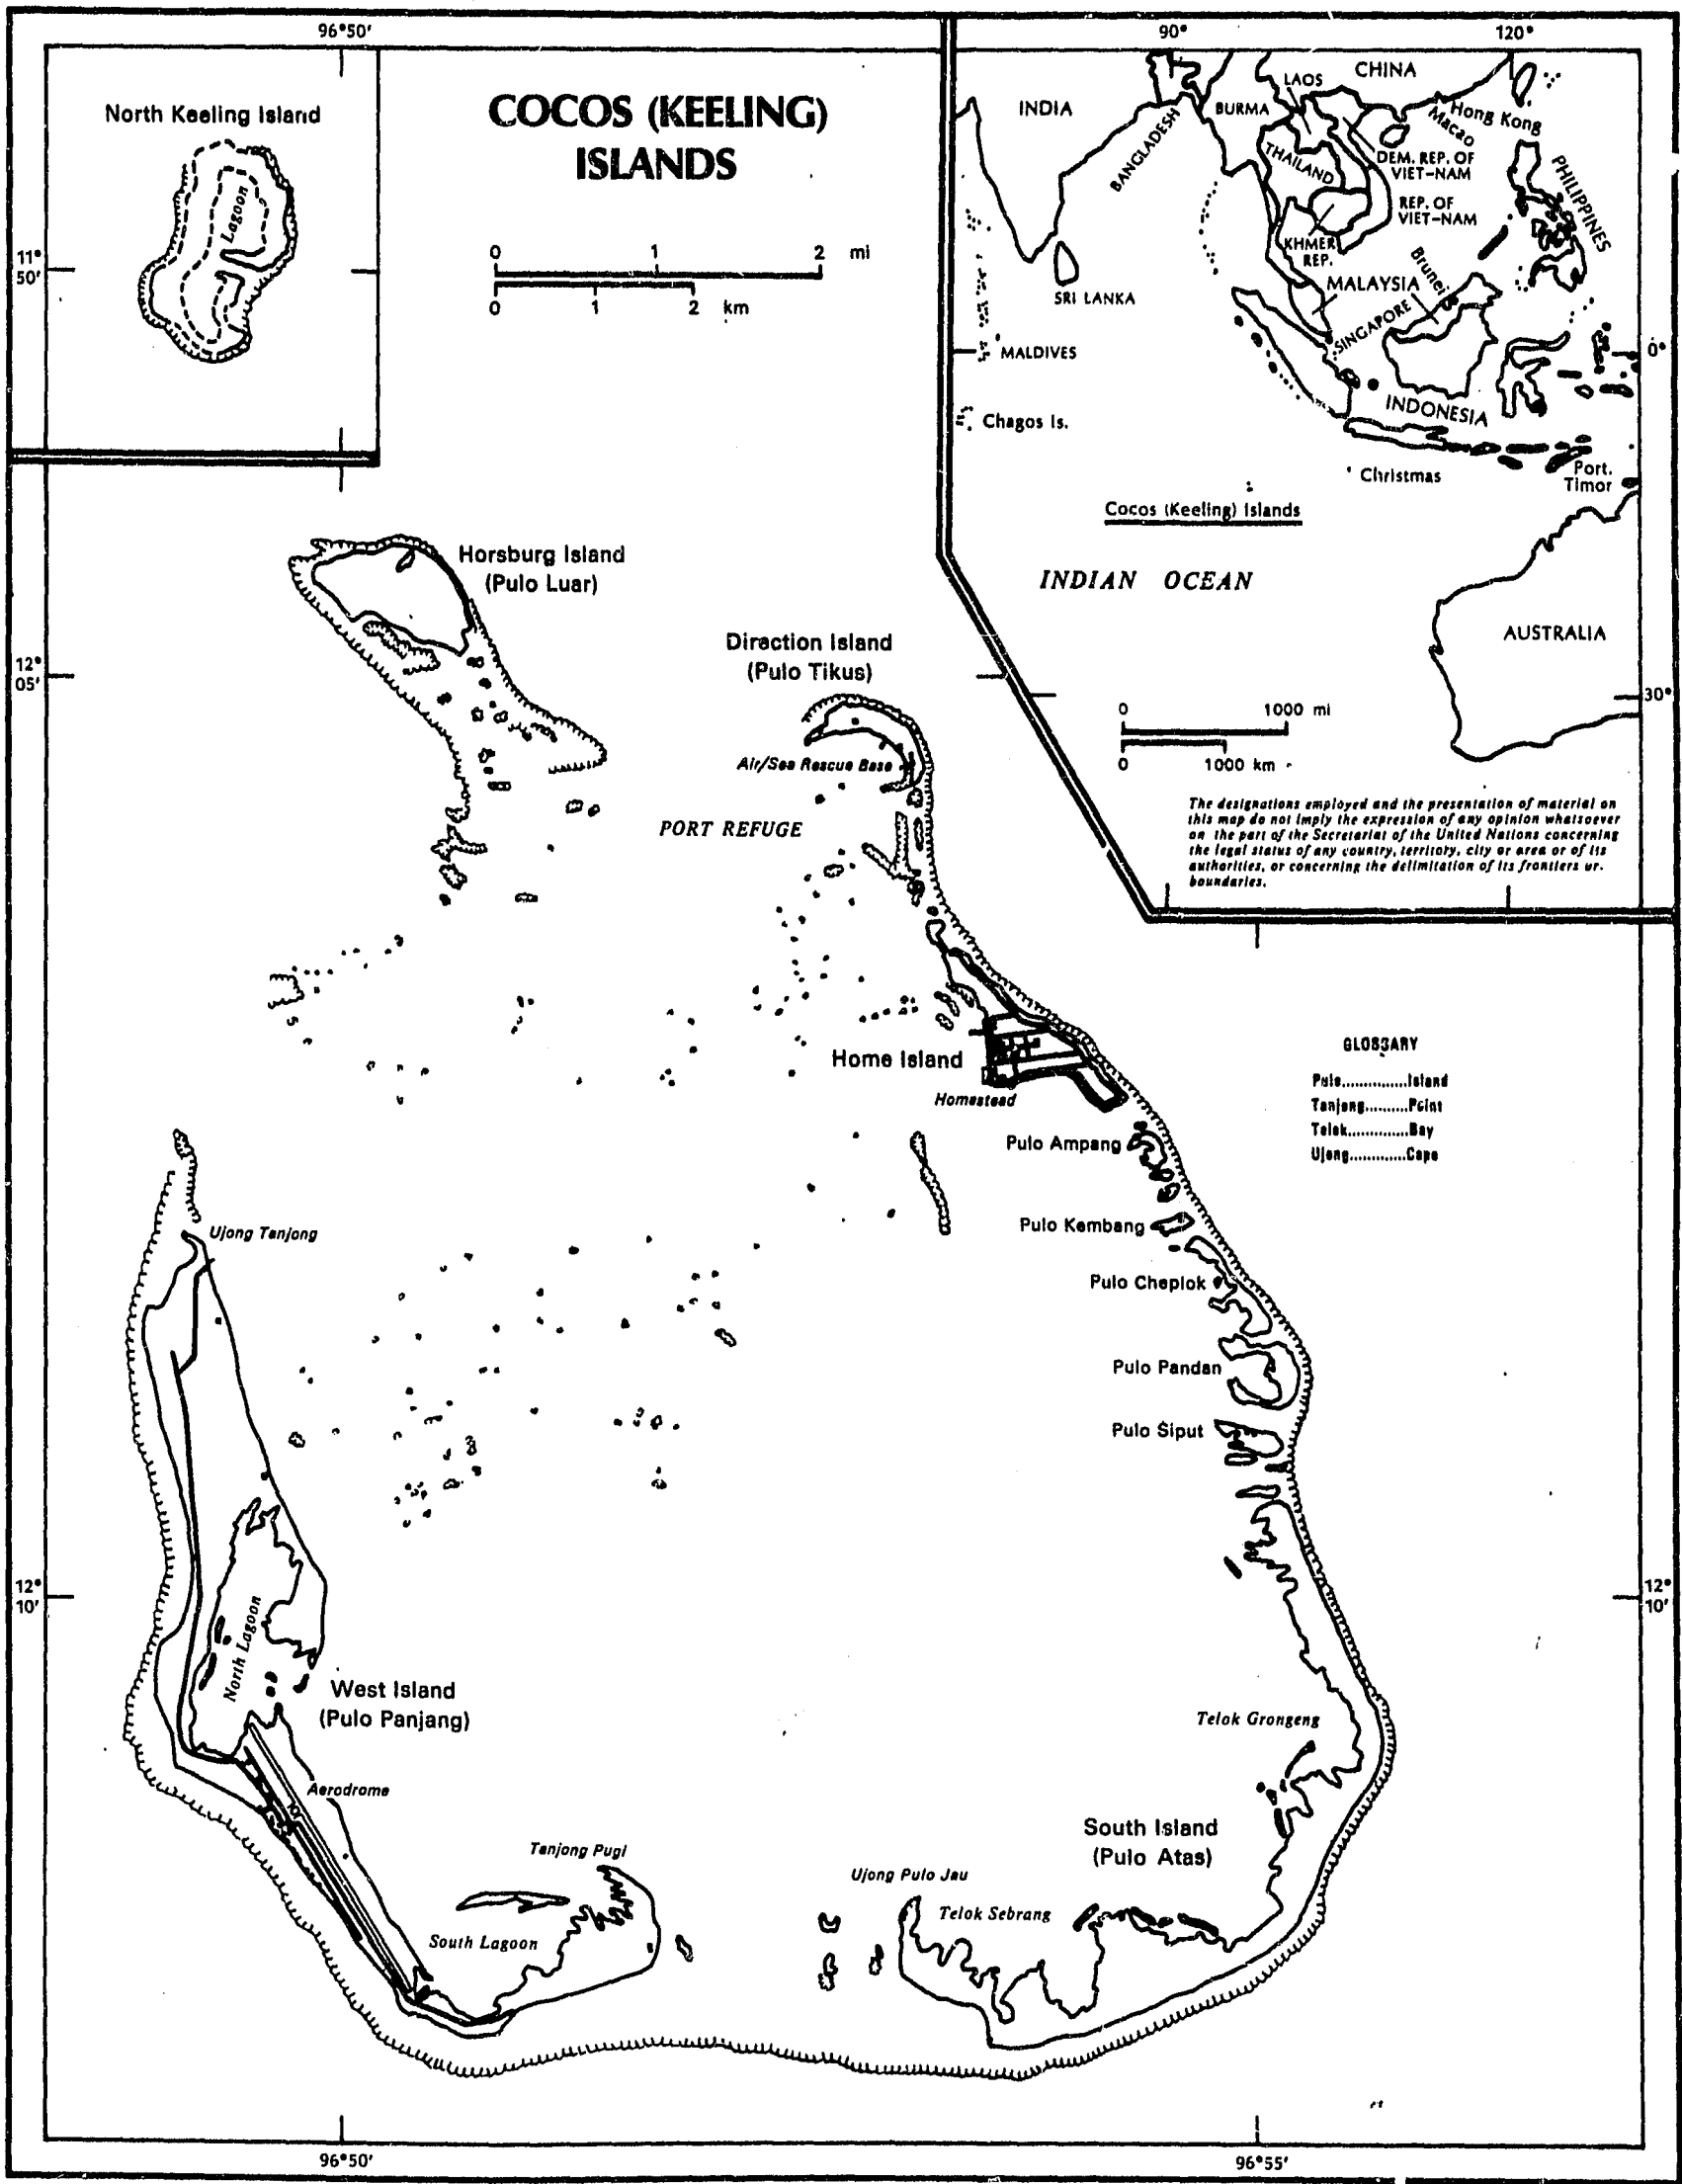 96°50'
90°
120°
North Keeling Island
Lagoon
11°
50'
COCOS (KEELING)
ISLANDS
0 1 2 mi
0 1 2 km
INDIA
BANGLADESH
BURMA
LAOS
CHINA
Hong Kong
Macao
THAILAND
DEM. REP. OF
VIET-NAM
REP. OF
VIET-NAM
KHMER
REP.
PHILIPPINES
SRI LANKA
MALAYSIA
Brunei
SINGAPORE
MALDIVES
0°
INDONESIA
Chagos Is.
Christmas
Port.
Timor
Cocos (Keeling) Islands
INDIAN OCEAN
AUSTRALIA
30°
0 1000 mi
0 1000 km
The designations employed and the presentation of material on
this map do not imply the expression of any opinion whatsoever
on the part of the Secretariat of the United Nations concerning
the legal status of any country, territory, city or area or of its
authorities, or concerning the delimitation of its frontiers or
boundaries.
Horsburg Island
(Pulo Luar)
12°
05'
Direction Island
(Pulo Tikus)
Air/Sea Rescue Base
PORT REFUGE
Home Island
Homestead
GLOSSARY
Pulo...............Island
Tanjong..........Point
Telok..............Bay
Ujong.............Cape
Pulo Ampang
Pulo Kembang
Pulo Cheplok
Pulo Pandan
Pulo Siput
Ujong Tanjong
12°
10'
12°
10'
North Lagoon
West Island
(Pulo Panjang)
Aerodrome
Telok Grongeng
South Island
(Pulo Atas)
Tanjong Pugi
South Lagoon
Ujong Pulo Jau
Telok Sebrang
96°50'
96°55'